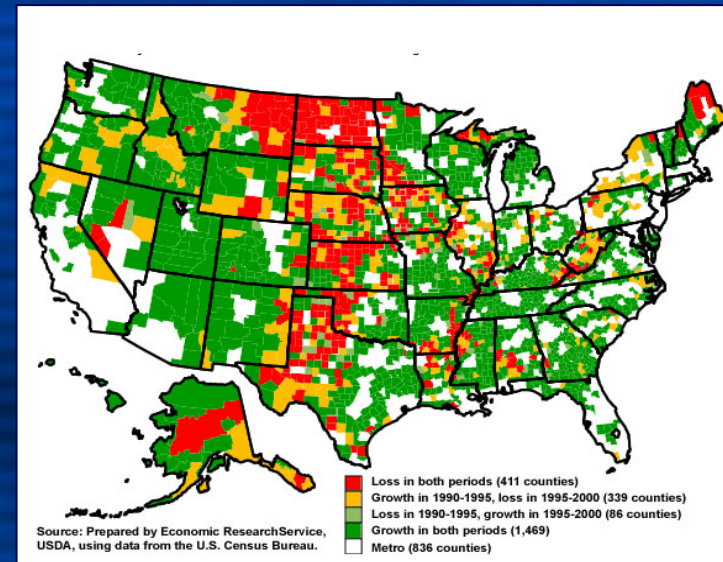 Loss in both periods (411 counties)
Growth in 1990-1995, loss in 1995-2000 (339 counties)
Loss in 1990-1995, growth in 1995-2000 (86 counties)
Growth in both periods (1,469)
Metro (836 counties)
Source: Prepared by Economic ResearchService,
USDA, using data from the U.S. Census Bureau.